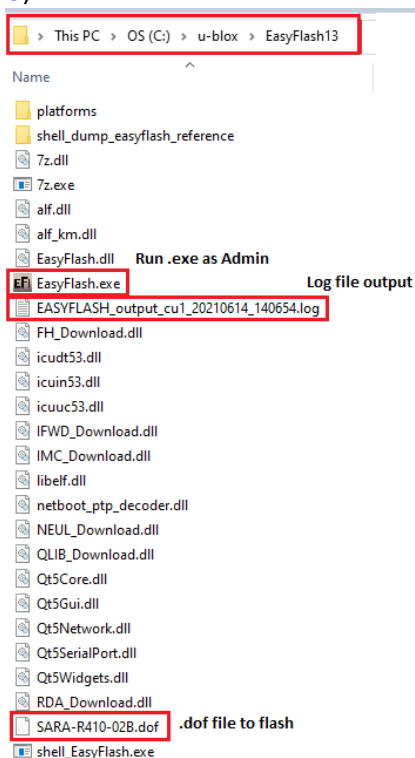 This PC > OS (C:) > u-blox > EasyFlash13
Name
platforms
shell_dump_easyflash_reference
7z.dll
7z.exe
alf.dll
alf_km.dll
EasyFlash.dll Run .exe as Admin
EasyFlash.exe Log file output
EASYFLASH_output_cu1_20210614_140654.log
FH_Download.dll
icudt53.dll
icuin53.dll
icuuc53.dll
IFWD_Download.dll
IMC_Download.dll
libelf.dll
netboot_ptp_decoder.dll
NEUL_Download.dll
QLIB_Download.dll
Qt5Core.dll
Qt5Gui.dll
Qt5Network.dll
Qt5SerialPort.dll
Qt5Widgets.dll
RDA_Download.dll
SARA-R410-02B.dof .dof file to flash
shell_EasyFlash.exe